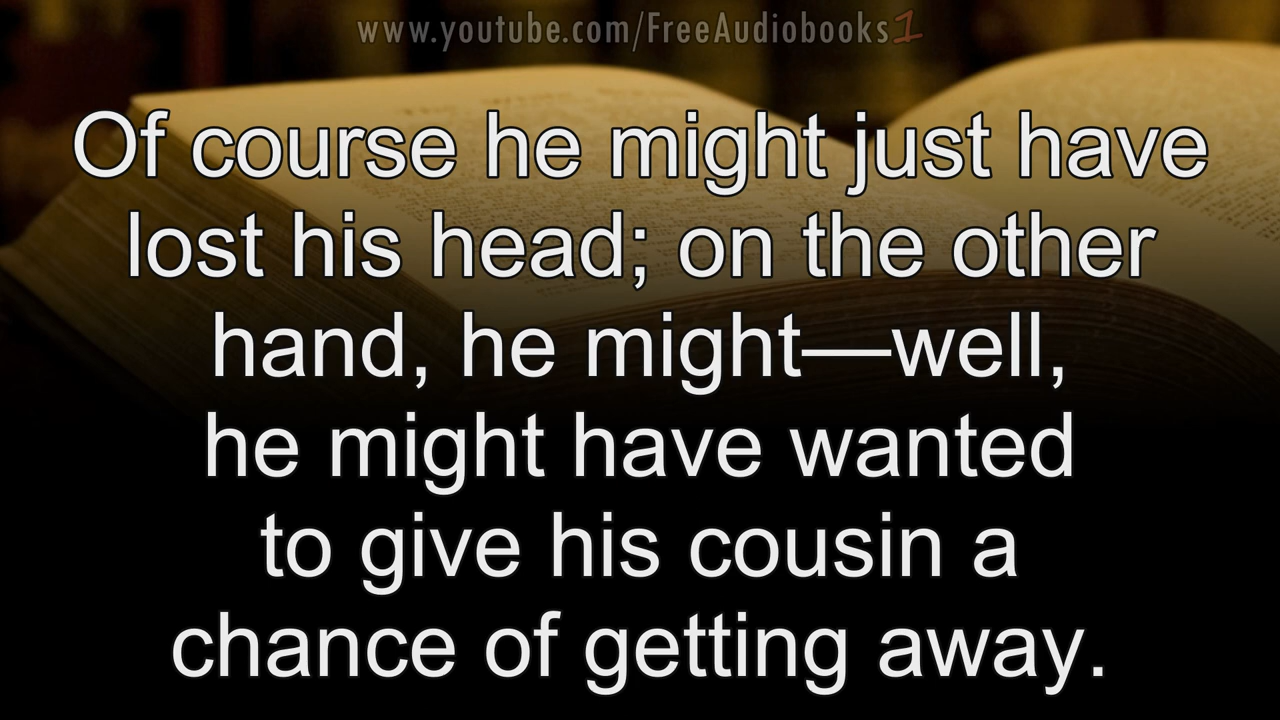 www.youtube.com/FreeAudiobooks1
Of course he might just have
lost his head; on the other
hand, he might—well,
he might have wanted
to give his cousin a
chance of getting away.